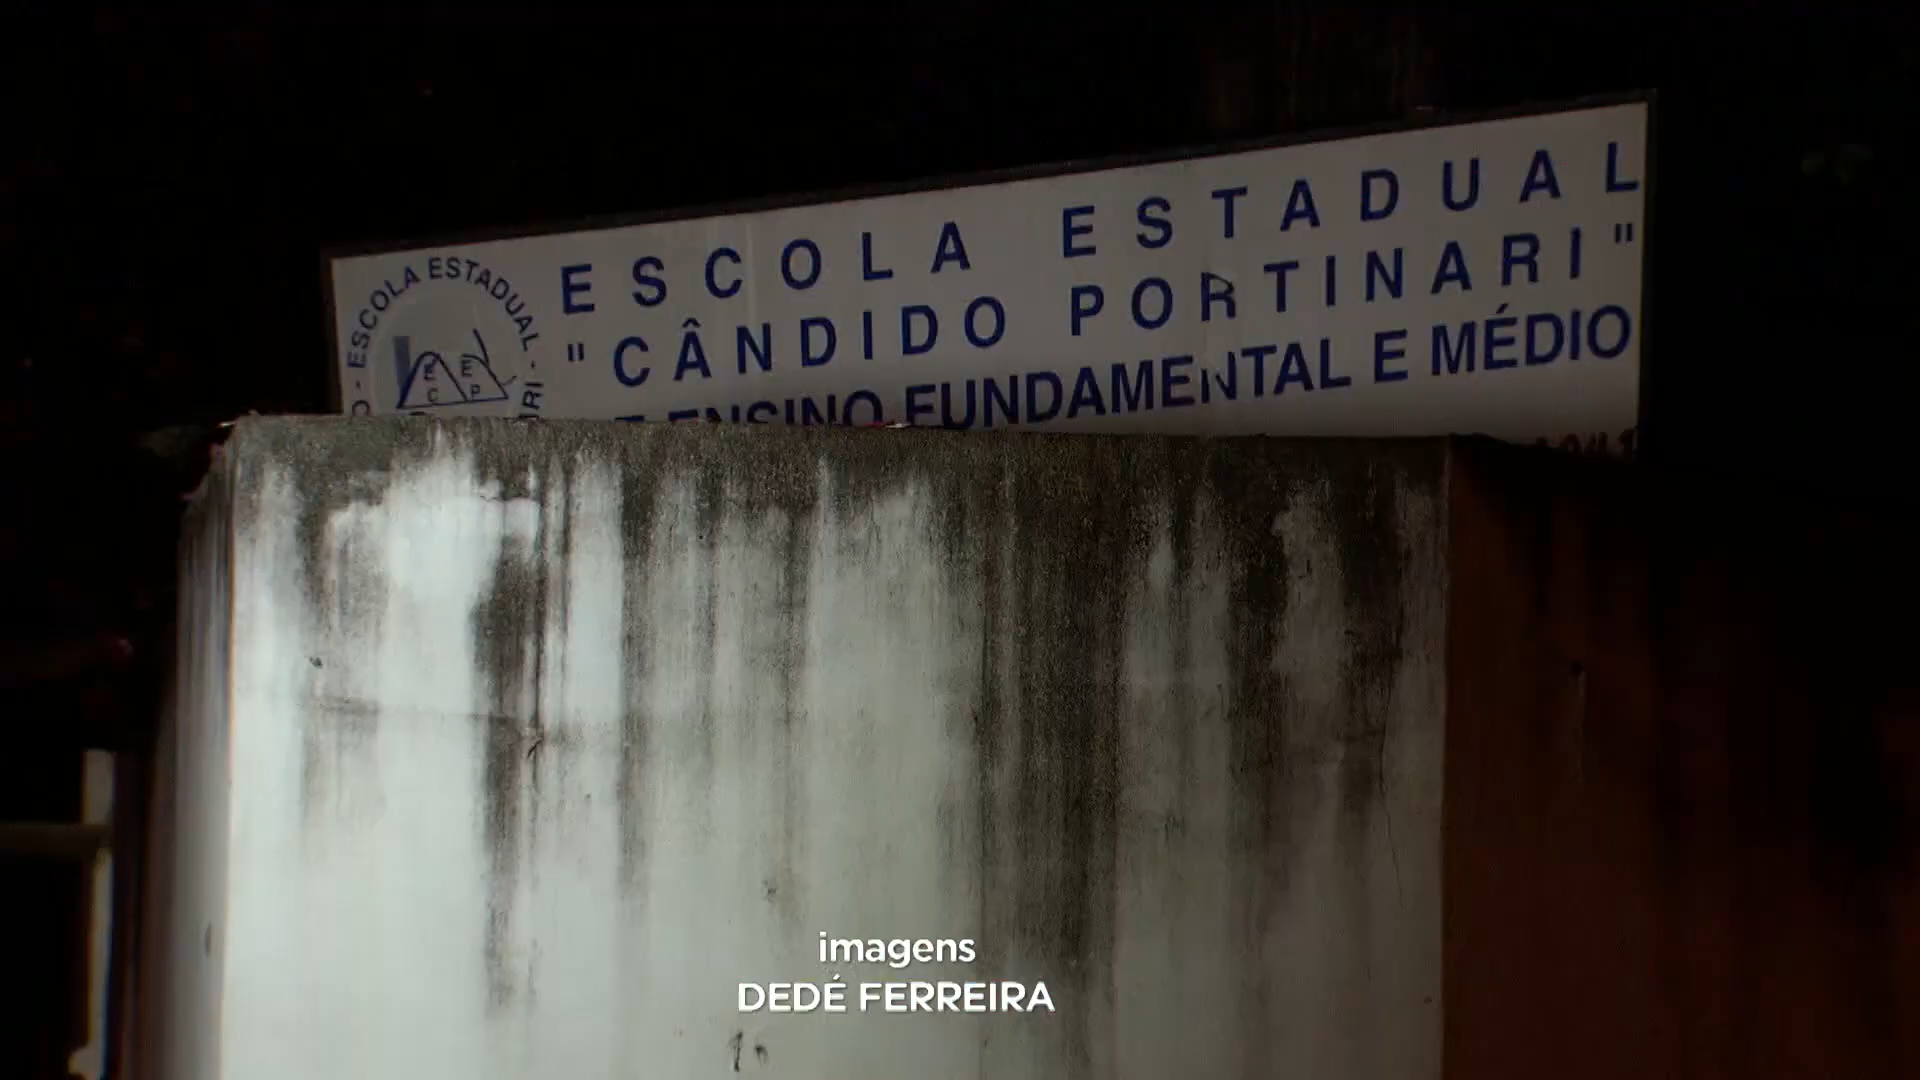 ESCOLA ESTADUAL
"CÂNDIDO PORTINARI"
ENSINO FUNDAMENTAL E MÉDIO
- ESCOLA ESTADUAL -
E E
C P
imagens
DEDÉ FERREIRA